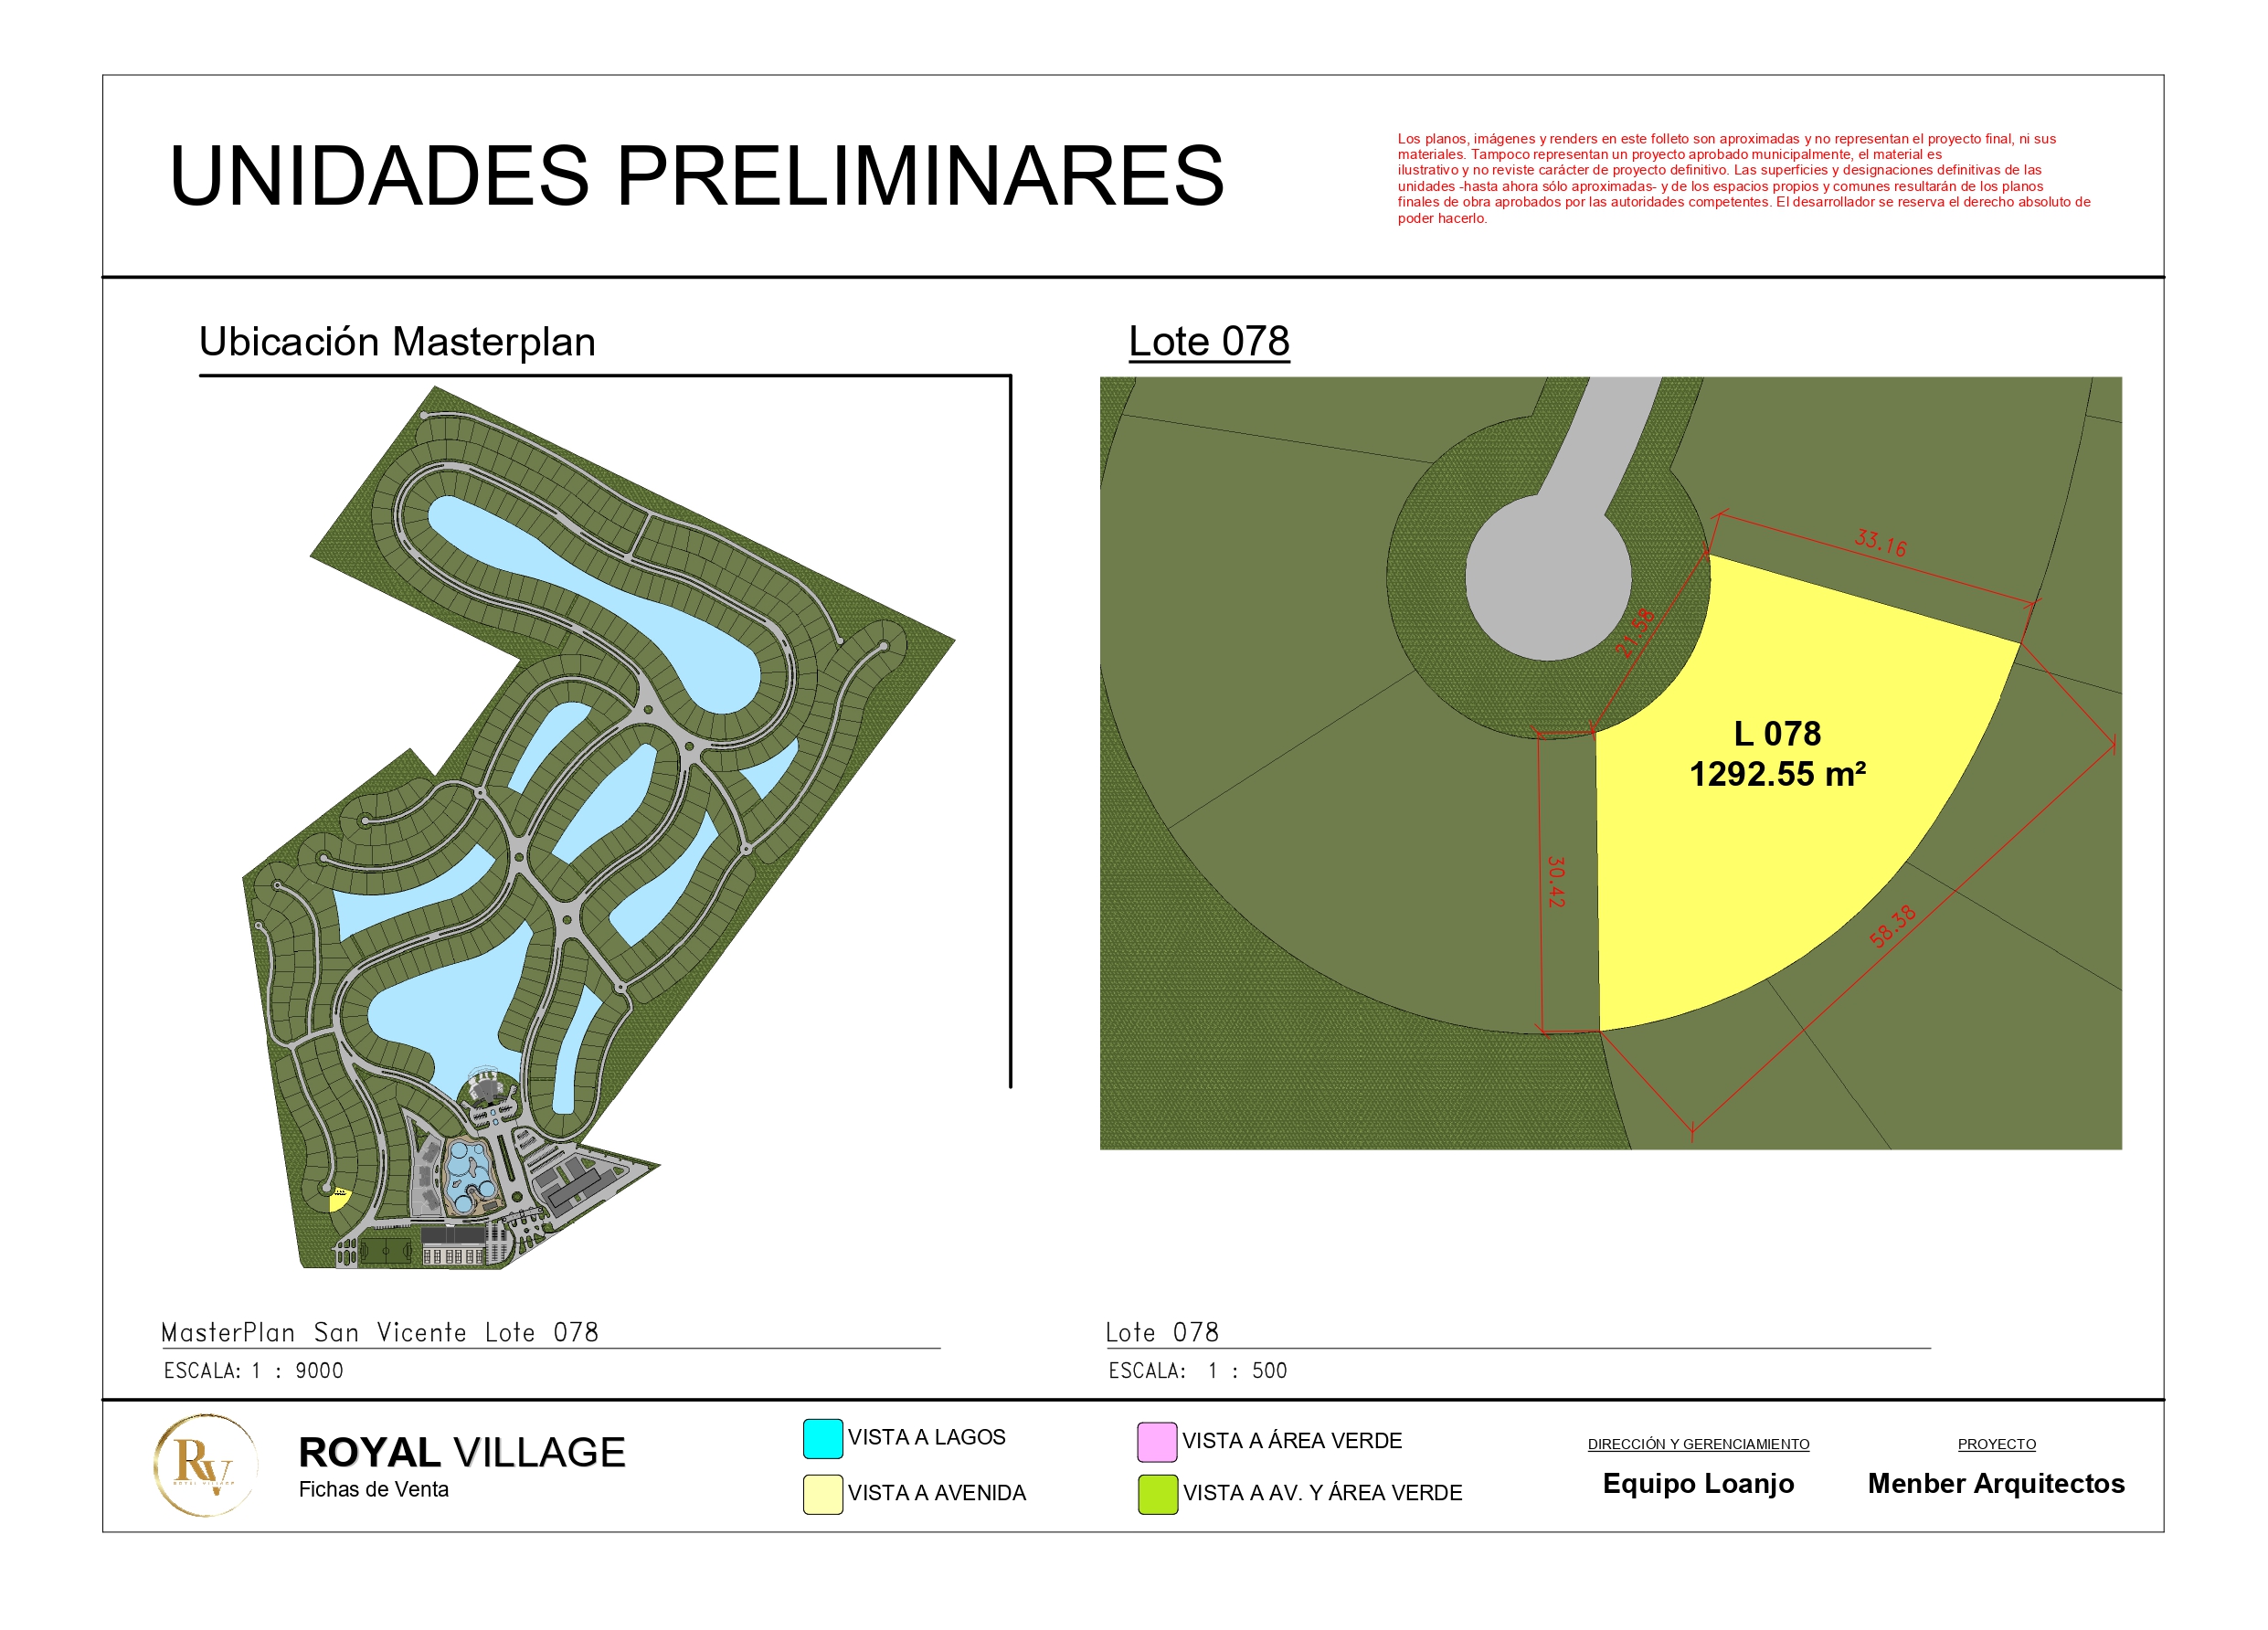 UNIDADES PRELIMINARES
Los planos, imágenes y renders en este folleto son aproximadas y no representan el proyecto final, ni sus
materiales. Tampoco representan un proyecto aprobado municipalmente, el material es
ilustrativo y no reviste carácter de proyecto definitivo. Las superficies y designaciones definitivas de las
unidades -hasta ahora sólo aproximadas- y de los espacios propios y comunes resultarán de los planos
finales de obra aprobados por las autoridades competentes. El desarrollador se reserva el derecho absoluto de
poder hacerlo.
Ubicación Masterplan
Lote 078
33.16
21.58
L 078
1292.55 m²
30.42
58.38
MasterPlan San Vicente Lote 078
ESCALA: 1 : 9000
Lote 078
ESCALA: 1 : 500
RV
ROYAL VILLAGE
ROYAL VILLAGE
Fichas de Venta
VISTA A LAGOS
VISTA A AVENIDA
VISTA A ÁREA VERDE
VISTA A AV. Y ÁREA VERDE
DIRECCIÓN Y GERENCIAMIENTO
Equipo Loanjo
PROYECTO
Menber Arquitectos